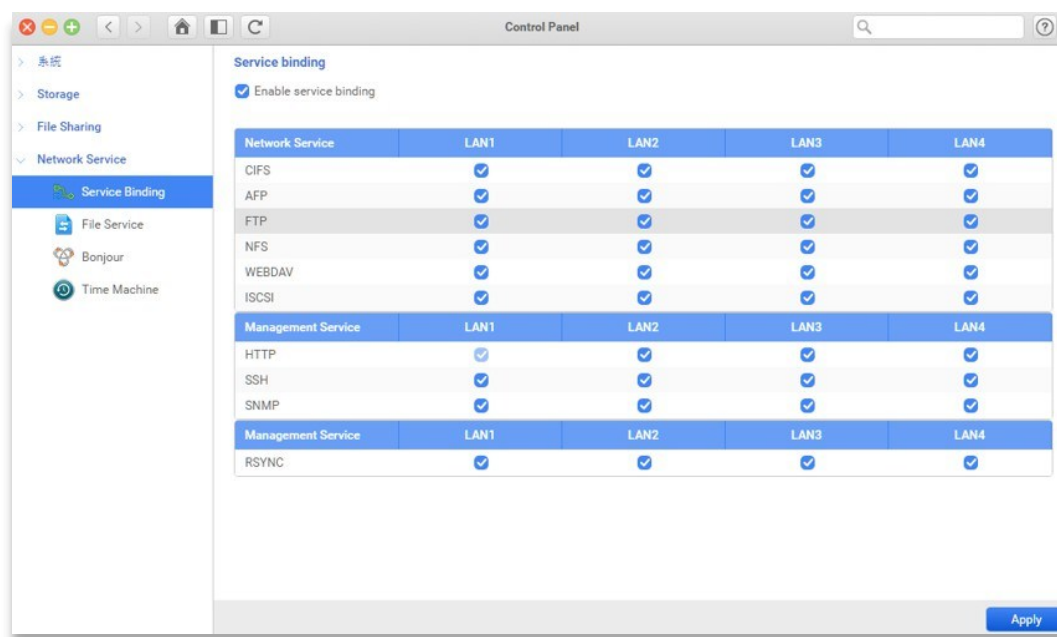 Control Panel
系統
Storage
File Sharing
Network Service
Service Binding
File Service
Bonjour
Time Machine
Service binding
Enable service binding
Network Service LAN1 LAN2 LAN3 LAN4
CIFS
AFP
FTP
NFS
WEBDAV
ISCSI
Management Service LAN1 LAN2 LAN3 LAN4
HTTP
SSH
SNMP
Management Service LAN1 LAN2 LAN3 LAN4
RSYNC
Apply